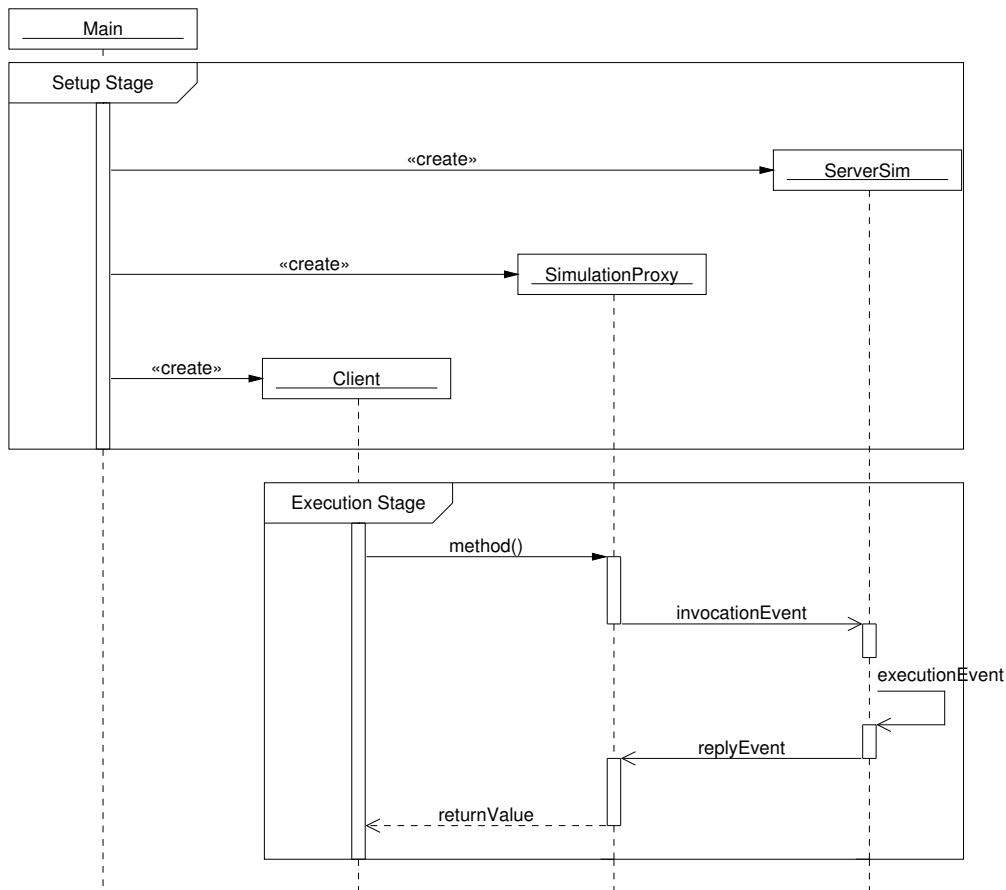 Main
Setup Stage
«create»
ServerSim
«create»
SimulationProxy
«create»
Client
Execution Stage
method()
invocationEvent
executionEvent
replyEvent
returnValue